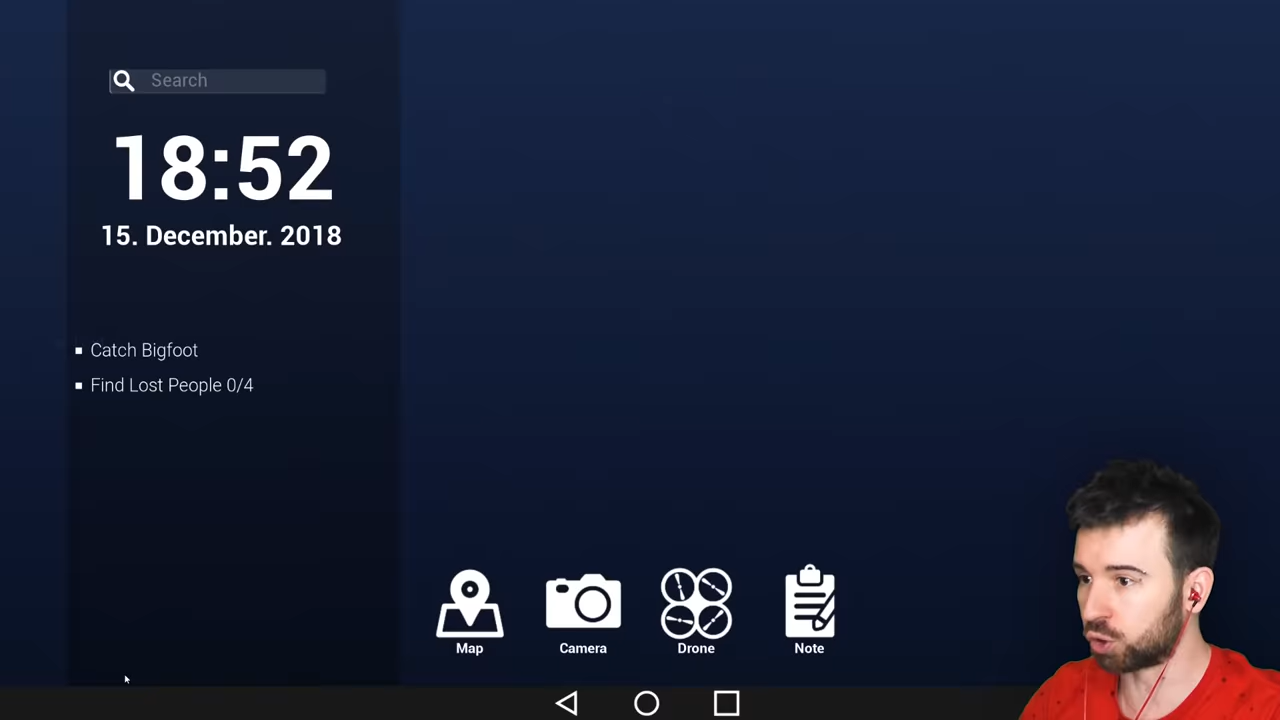 Search
18:52
15. December. 2018
Catch Bigfoot
Find Lost People 0/4
Map
Camera
Drone
Note